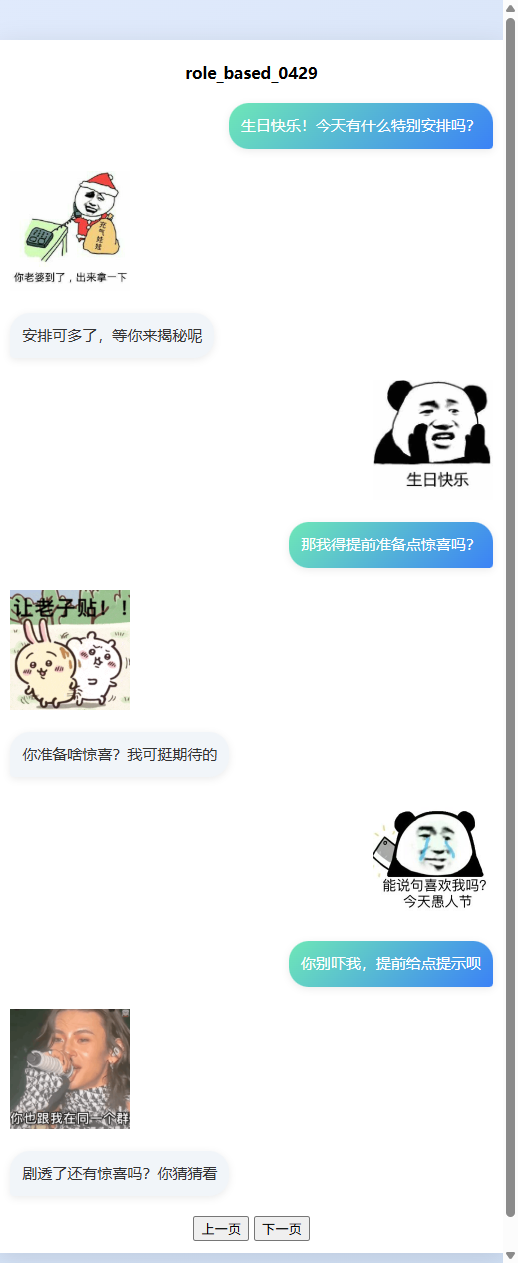 role_based_0429
生日快乐！今天有什么特别安排吗？
充气娃娃
你老婆到了，出来拿一下
安排可多了，等你来揭秘呢
生日快乐
那我得提前准备点惊喜吗？
让老子贴！！
你准备啥惊喜？我可挺期待的
能说句喜欢我吗?
今天愚人节
你别吓我，提前给点提示呗
你也跟我在同一个群
剧透了还有惊喜吗？你猜猜看
上一页 下一页